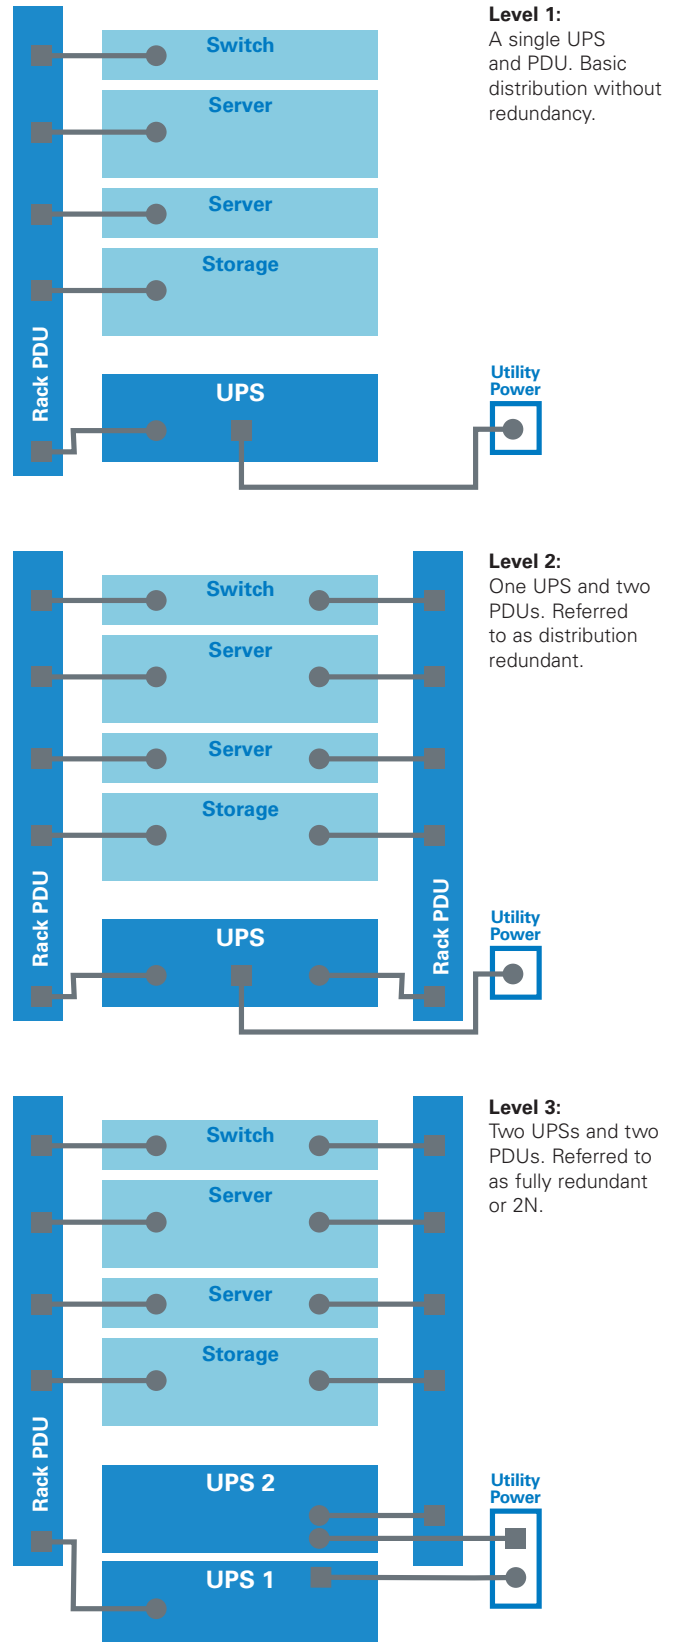 Level 1:
A single UPS
and PDU. Basic
distribution without
redundancy.
Switch
Server
Server
Storage
Rack PDU
UPS
Utility
Power
Level 2:
One UPS and two
PDUs. Referred
to as distribution
redundant.
Switch
Server
Server
Storage
Rack PDU
UPS
Rack PDU
Utility
Power
Level 3:
Two UPSs and two
PDUs. Referred to
as fully redundant
or 2N.
Switch
Server
Server
Storage
Rack PDU
UPS 2
Utility
Power
UPS 1